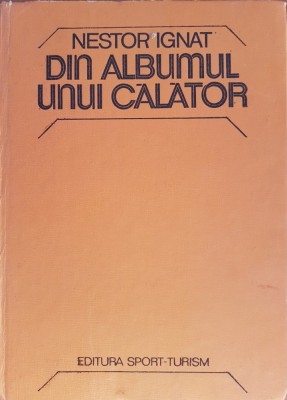 NESTOR IGNAT
DIN ALBUMUL
UNUI CĂLĂTOR
EDITURA SPORT-TURISM